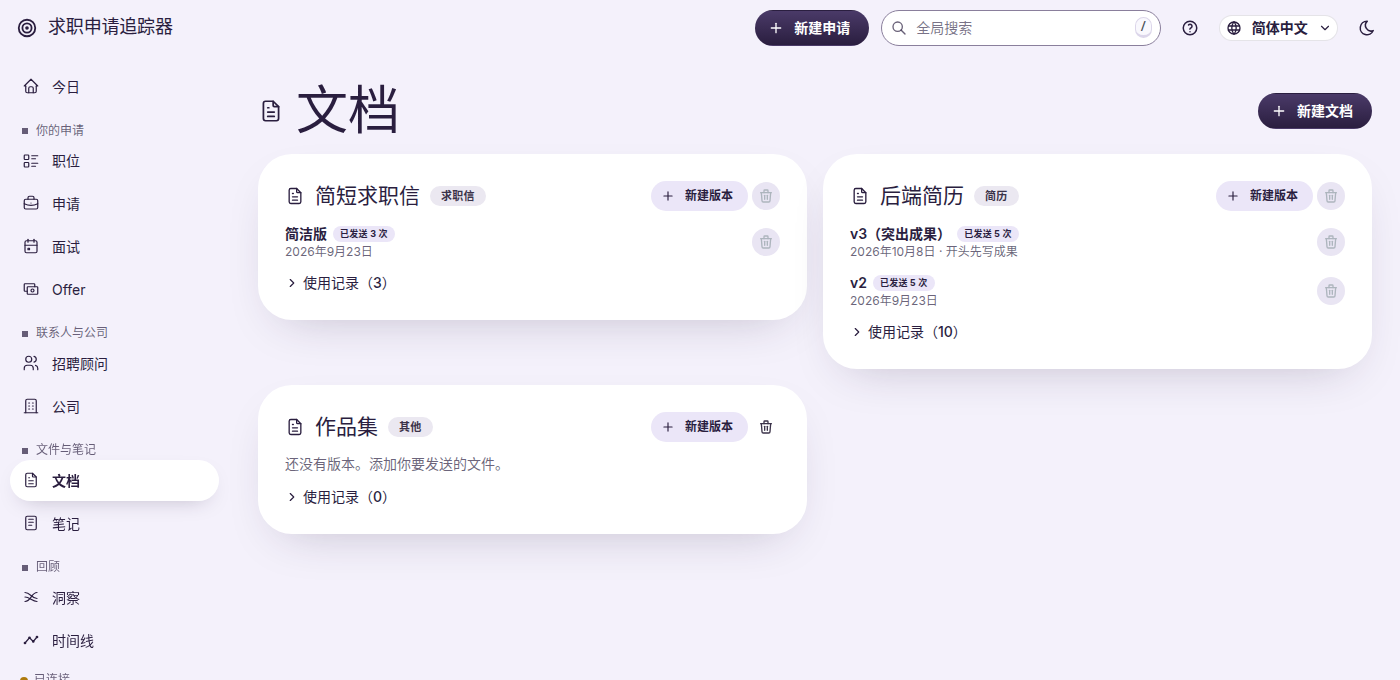 求职申请追踪器
新建申请
全局搜索
/
简体中文
今日
你的申请
职位
申请
面试
Offer
联系人与公司
招聘顾问
公司
文件与笔记
文档
笔记
回顾
洞察
时间线
已连接
文档
新建文档
简短求职信 求职信
新建版本
简洁版 已发送 3 次
2026年9月23日
使用记录（3）
后端简历 简历
新建版本
v3（突出成果） 已发送 5 次
2026年10月8日 · 开头先写成果
v2 已发送 5 次
2026年9月23日
使用记录（10）
作品集 其他
新建版本
还没有版本。添加你要发送的文件。
使用记录（0）